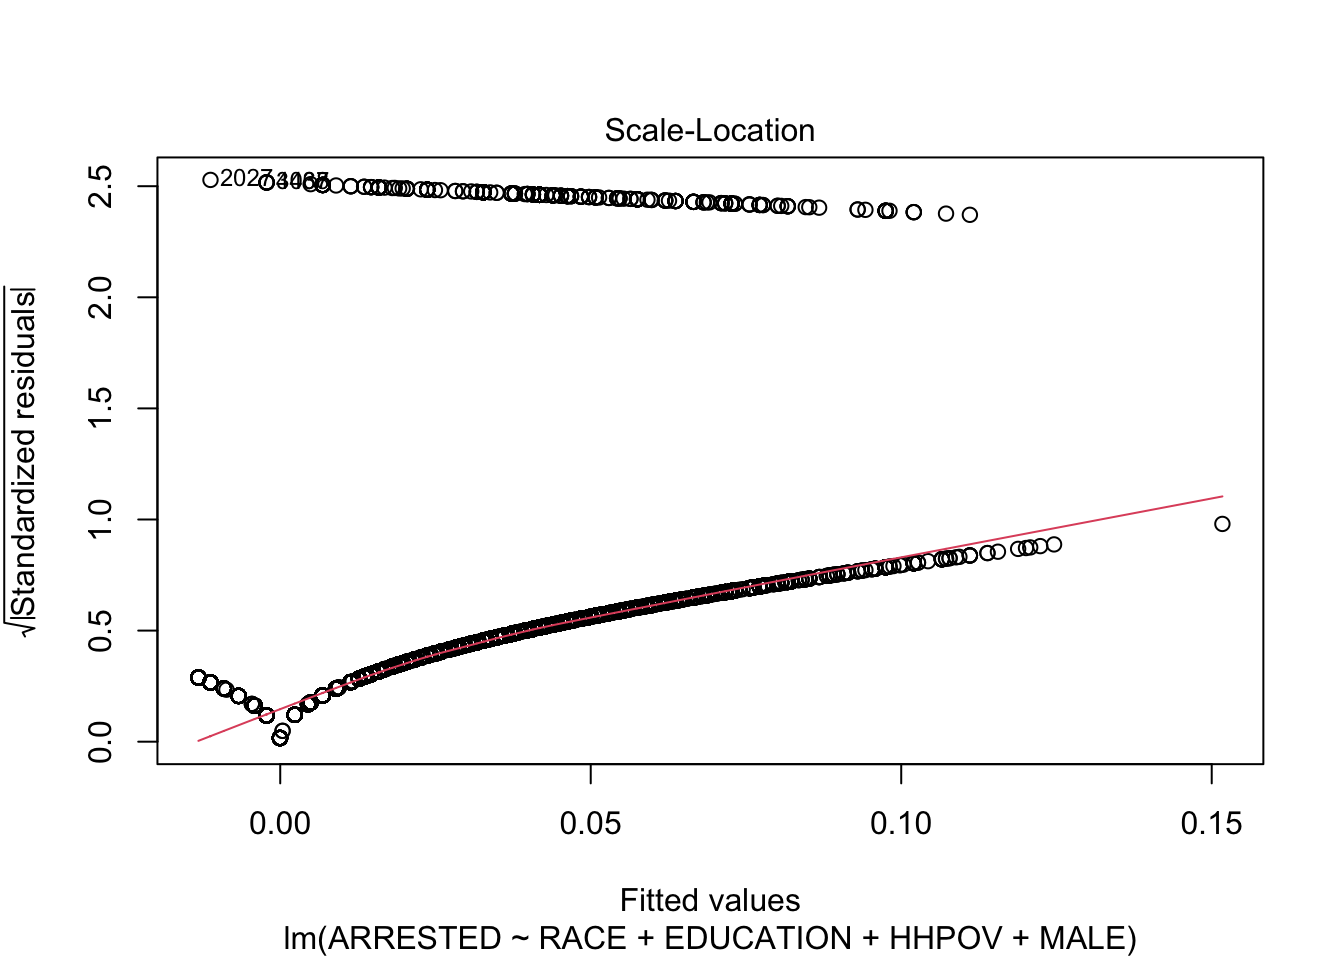 Scale-Location
√|Standardized residuals|
2.5
2.0
1.5
1.0
0.5
0.0
2027
0.00 0.05 0.10 0.15
Fitted values
lm(ARRESTED ~ RACE + EDUCATION + HHPOV + MALE)